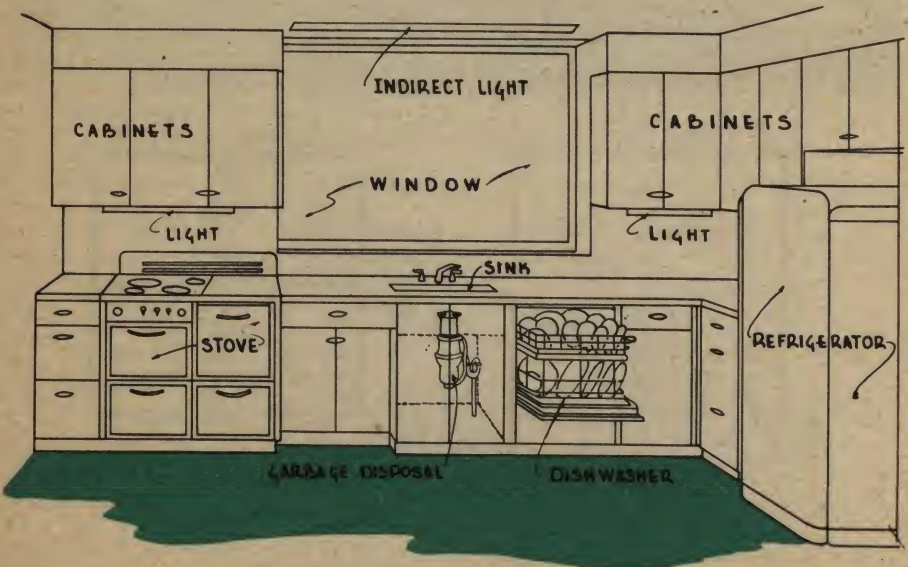 INDIRECT LIGHT
CABINETS
CABINETS
WINDOW
LIGHT
LIGHT
SINK
STOVE
REFRIGERATOR
GARBAGE DISPOSAL
DISHWASHER